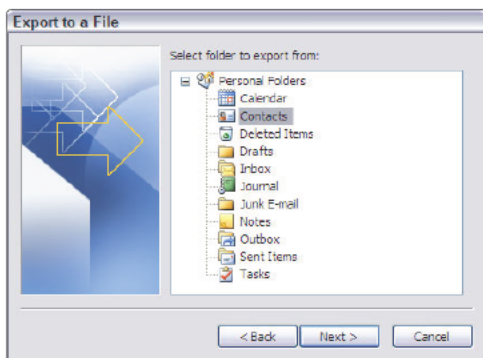 Export to a File
Select folder to export from:
Personal Folders
Calendar
Contacts
Deleted Items
Drafts
Inbox
Journal
Junk E-mail
Notes
Outbox
Sent Items
Tasks
< Back Next > Cancel